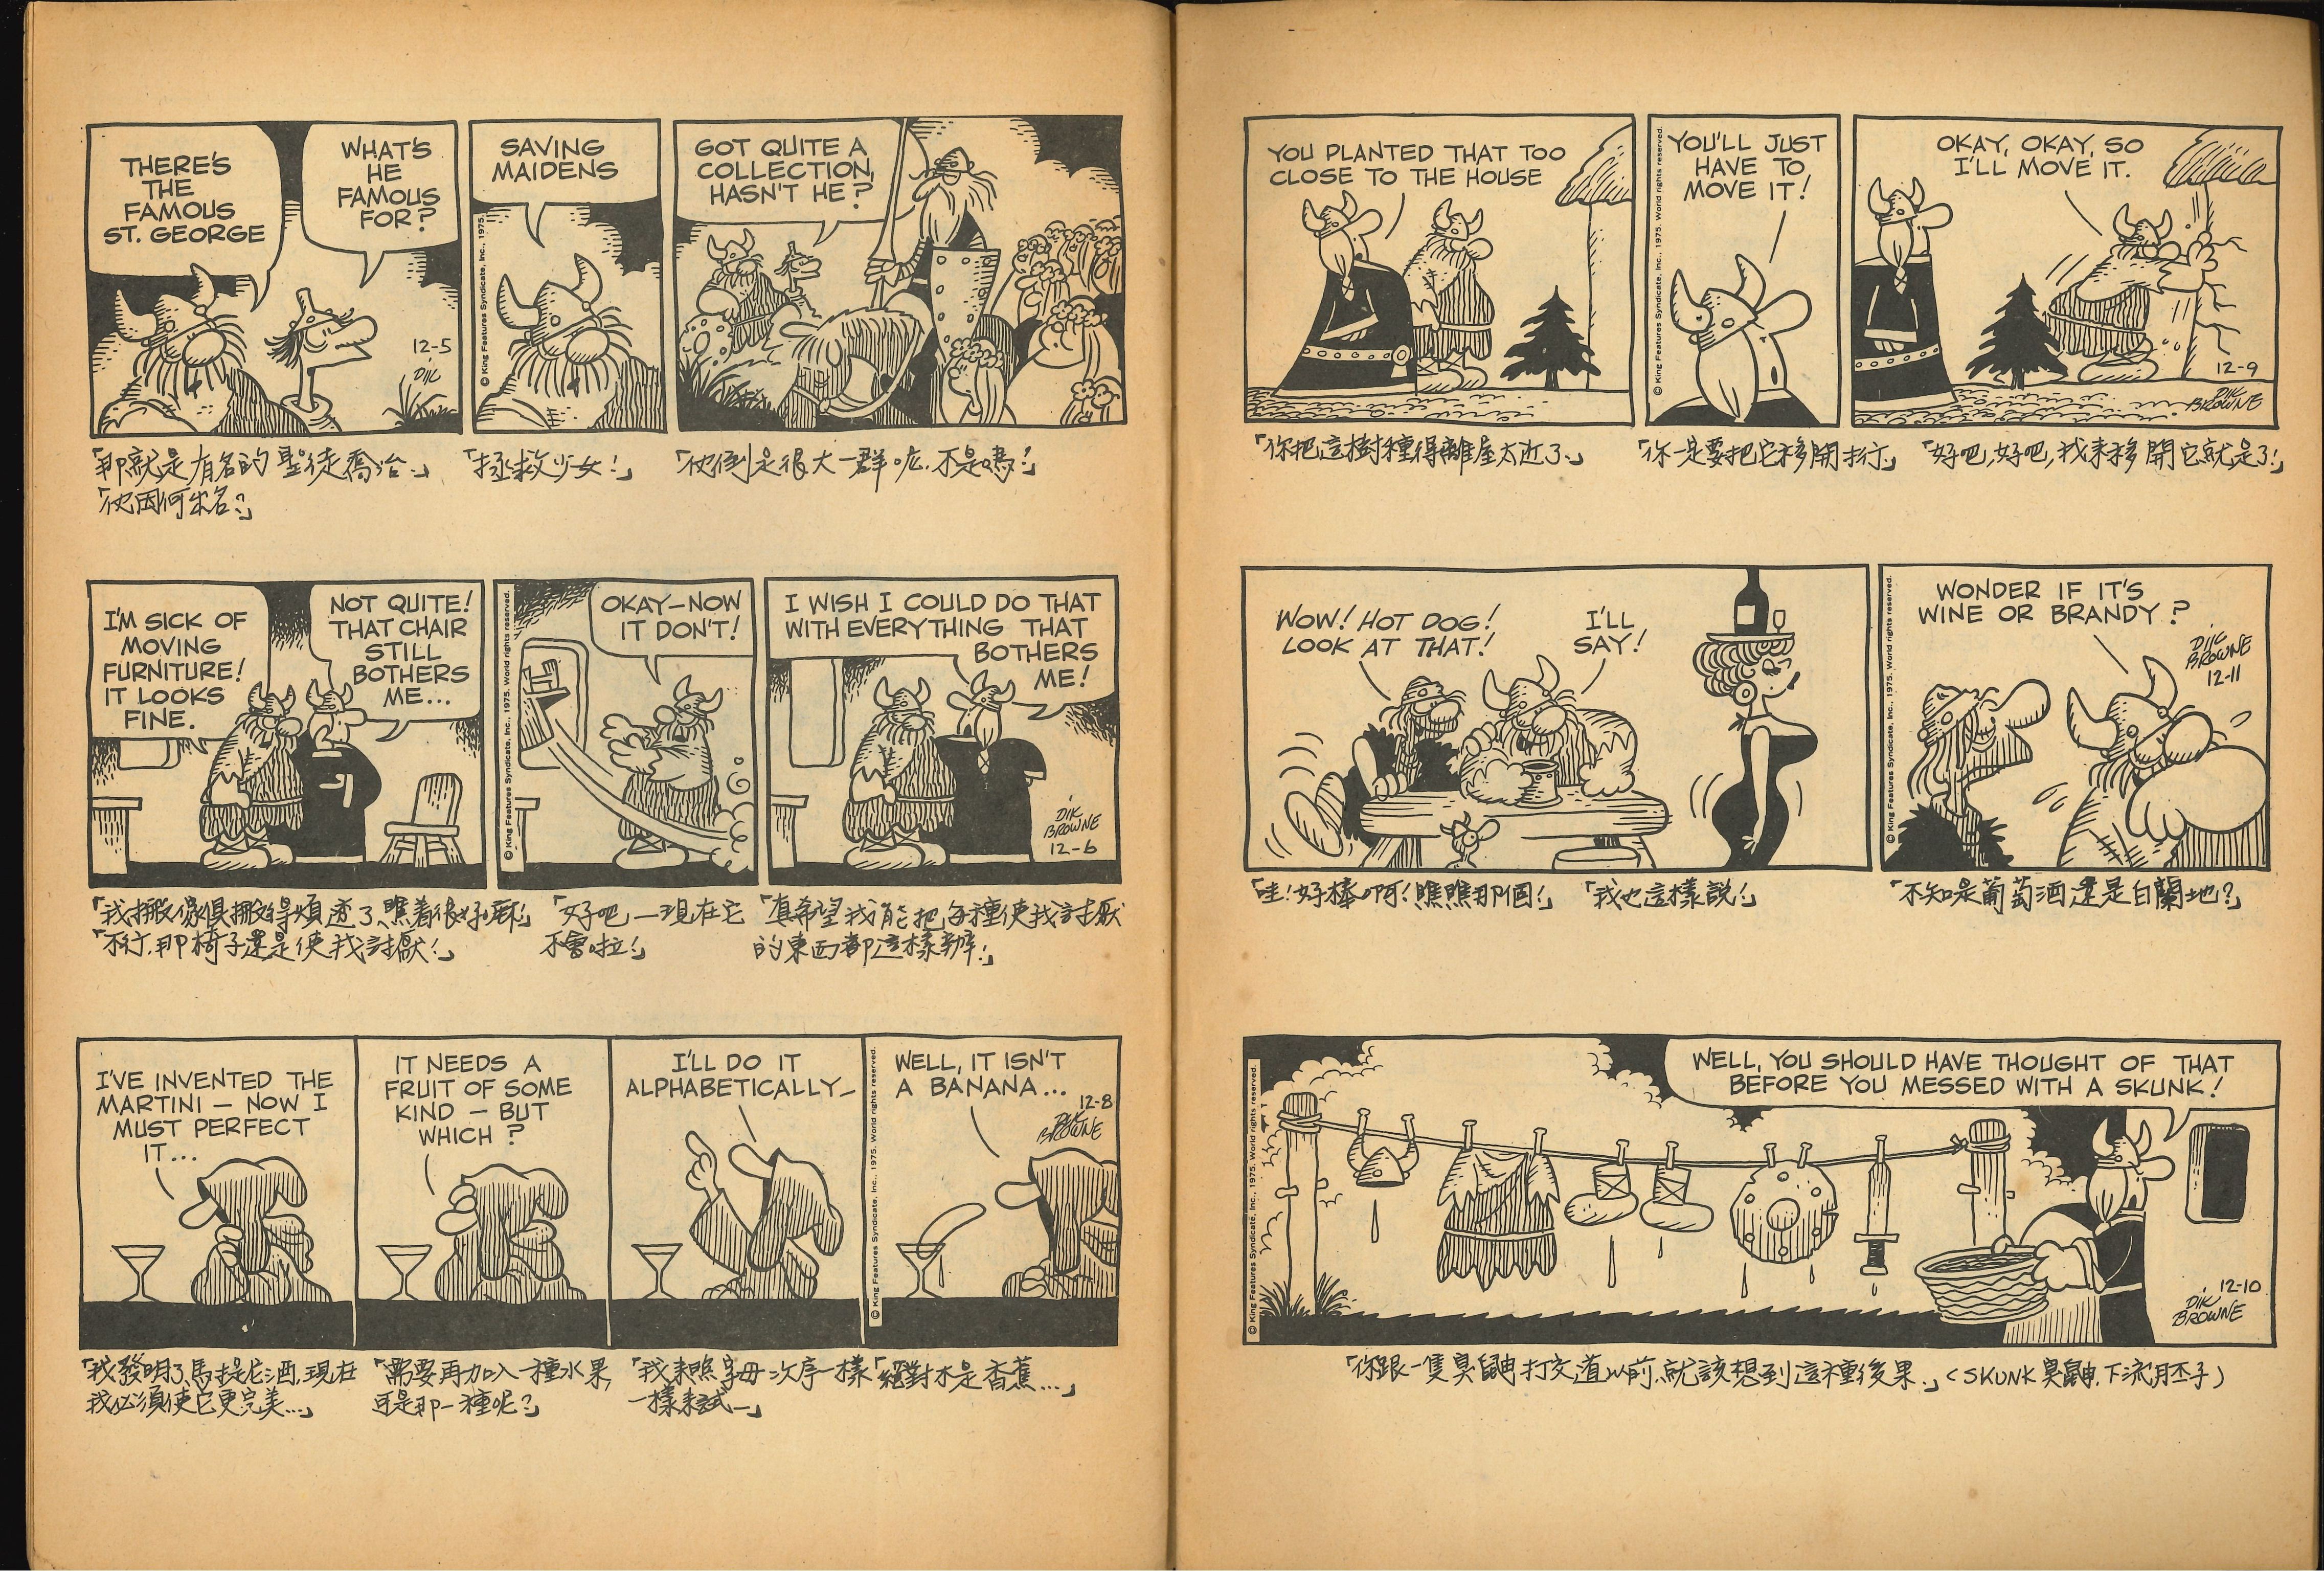 THERE'S
THE
FAMOUS
ST. GEORGE
WHAT'S
HE
FAMOUS
FOR?
12-5
DIK
SAVING
MAIDENS
© King Features Syndicate, Inc., 1975.
GOT QUITE A
COLLECTION,
HASN'T HE?
「那就是有名的聖徒喬治。」
「他因何出名?」
「拯救少女!」
「他倒是很大一群呢.不是嗎?」
I'M SICK OF
MOVING
FURNITURE!
IT LOOKS
FINE.
NOT QUITE!
THAT CHAIR
STILL
BOTHERS
ME...
© King Features Syndicate, Inc., 1975. World rights reserved.
OKAY—NOW
IT DON'T!
I WISH I COULD DO THAT
WITH EVERYTHING THAT
BOTHERS
ME!
DIK
BROWNE
12-6
「我搬傢俱搬得煩透了.瞧着很好嘛!」
「不行.那椅子還是使我討厭!」
「好吧—現在它
不會啦!」
「真希望我能把每種使我討厭
的東西都這樣辦!」
I'VE INVENTED THE
MARTINI — NOW I
MUST PERFECT
IT...
IT NEEDS A
FRUIT OF SOME
KIND — BUT
WHICH?
I'LL DO IT
ALPHABETICALLY—
© King Features Syndicate, Inc., 1975. World rights reserved.
WELL, IT ISN'T
A BANANA...
12-8
DIK
BROWNE
「我發明了馬提尼酒.現在
我必須使它更完美...」
「需要再加入一種水果,
可是那一種呢?」
「我來照字母次序一樣
一樣來試—」
「絕對不是香蕉...」
YOU PLANTED THAT TOO
CLOSE TO THE HOUSE
© King Features Syndicate, Inc., 1975. World rights reserved.
YOU'LL JUST
HAVE TO
MOVE IT!
OKAY, OKAY, SO
I'LL MOVE IT.
12-9
DIK
BROWNE
「你把這樹種得離屋太近了.」
「你一定要把它移開才行」
「好吧,好吧,我來移開它就是了!」
WOW! HOT DOG!
LOOK AT THAT!
I'LL
SAY!
© King Features Syndicate, Inc., 1975. World rights reserved.
WONDER IF IT'S
WINE OR BRANDY?
DIK
BROWNE
12-11
「哇!好棒啊!瞧瞧那個!」
「我也這樣說!」
「不知是葡萄酒還是白蘭地?」
© King Features Syndicate, Inc., 1975. World rights reserved.
WELL, YOU SHOULD HAVE THOUGHT OF THAT
BEFORE YOU MESSED WITH A SKUNK!
12-10
DIK
BROWNE
「你跟一隻臭鼬打交道以前.就該想到這種後果.」(SKUNK臭鼬.下流胚子)